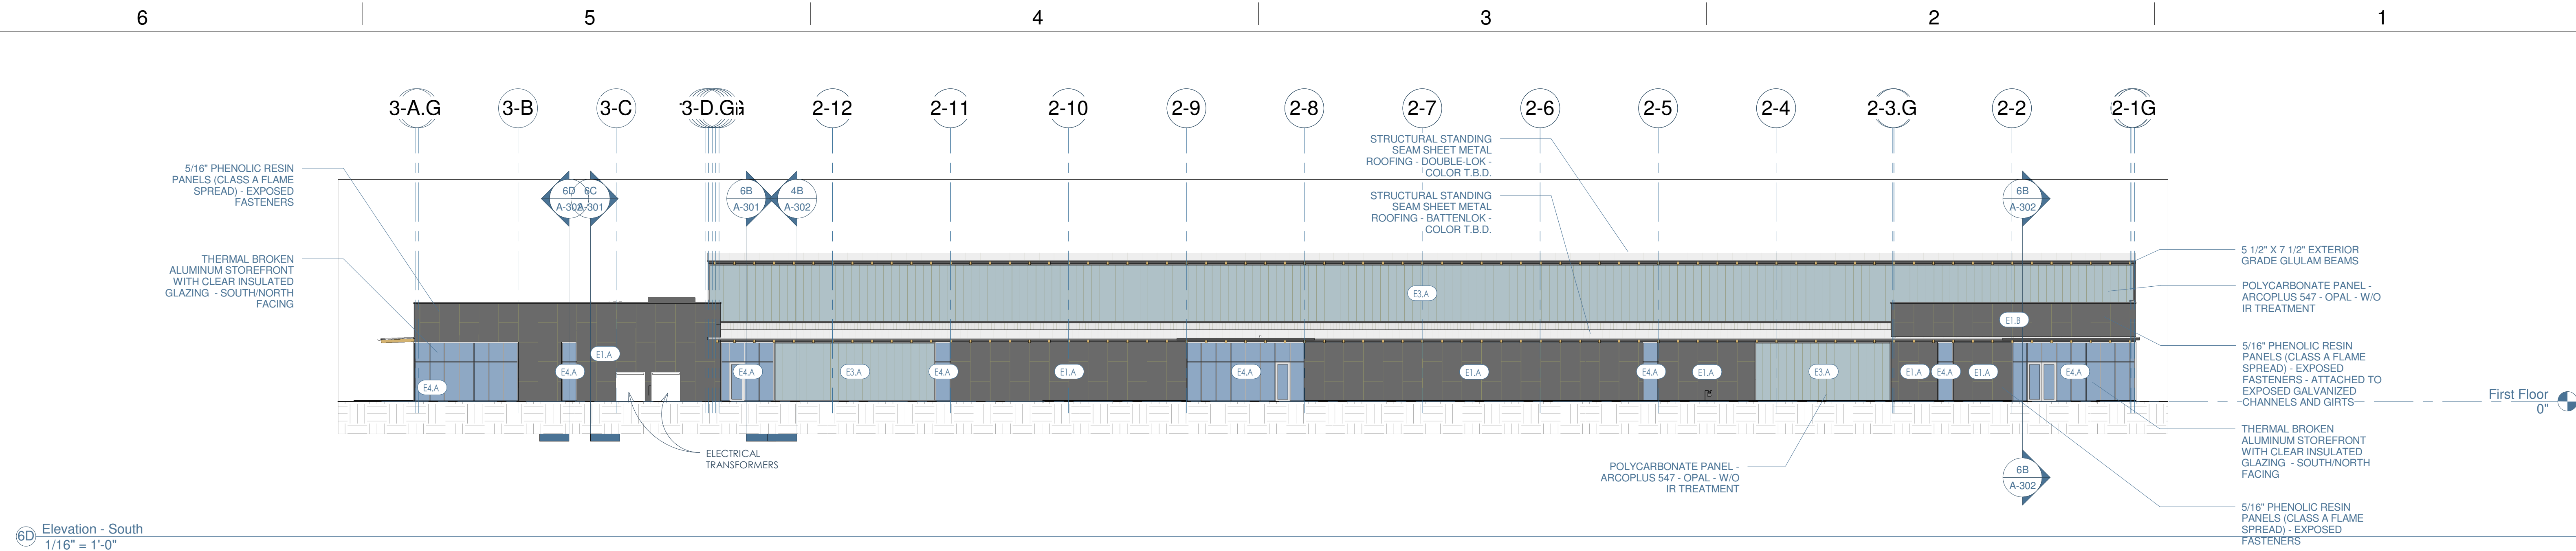 6 5 4 3 2 1
3-A.G 3-B 3-C 3-D.G 2-12 2-11 2-10 2-9 2-8 2-7 2-6 2-5 2-4 2-3.G 2-2 2-1G
5/16" PHENOLIC RESIN
PANELS (CLASS A FLAME
SPREAD) - EXPOSED
FASTENERS
THERMAL BROKEN
ALUMINUM STOREFRONT
WITH CLEAR INSULATED
GLAZING - SOUTH/NORTH
FACING
6D
A-302
6C
A-301
6B
A-301
4B
A-302
STRUCTURAL STANDING
SEAM SHEET METAL
ROOFING - DOUBLE-LOK -
COLOR T.B.D.
STRUCTURAL STANDING
SEAM SHEET METAL
ROOFING - BATTENLOK -
COLOR T.B.D.
6B
A-302
5 1/2" X 7 1/2" EXTERIOR
GRADE GLULAM BEAMS
POLYCARBONATE PANEL -
ARCOPLUS 547 - OPAL - W/O
IR TREATMENT
5/16" PHENOLIC RESIN
PANELS (CLASS A FLAME
SPREAD) - EXPOSED
FASTENERS - ATTACHED TO
EXPOSED GALVANIZED
CHANNELS AND GIRTS
THERMAL BROKEN
ALUMINUM STOREFRONT
WITH CLEAR INSULATED
GLAZING - SOUTH/NORTH
FACING
5/16" PHENOLIC RESIN
PANELS (CLASS A FLAME
SPREAD) - EXPOSED
FASTENERS
First Floor
0"
E3.A
E1.B
E1.A
E4.A E4.A E4.A E3.A E4.A E1.A E4.A E1.A E4.A E1.A E3.A E1.A E4.A E1.A E4.A
ELECTRICAL
TRANSFORMERS
POLYCARBONATE PANEL -
ARCOPLUS 547 - OPAL - W/O
IR TREATMENT
6B
A-302
6D
Elevation - South
1/16" = 1'-0"